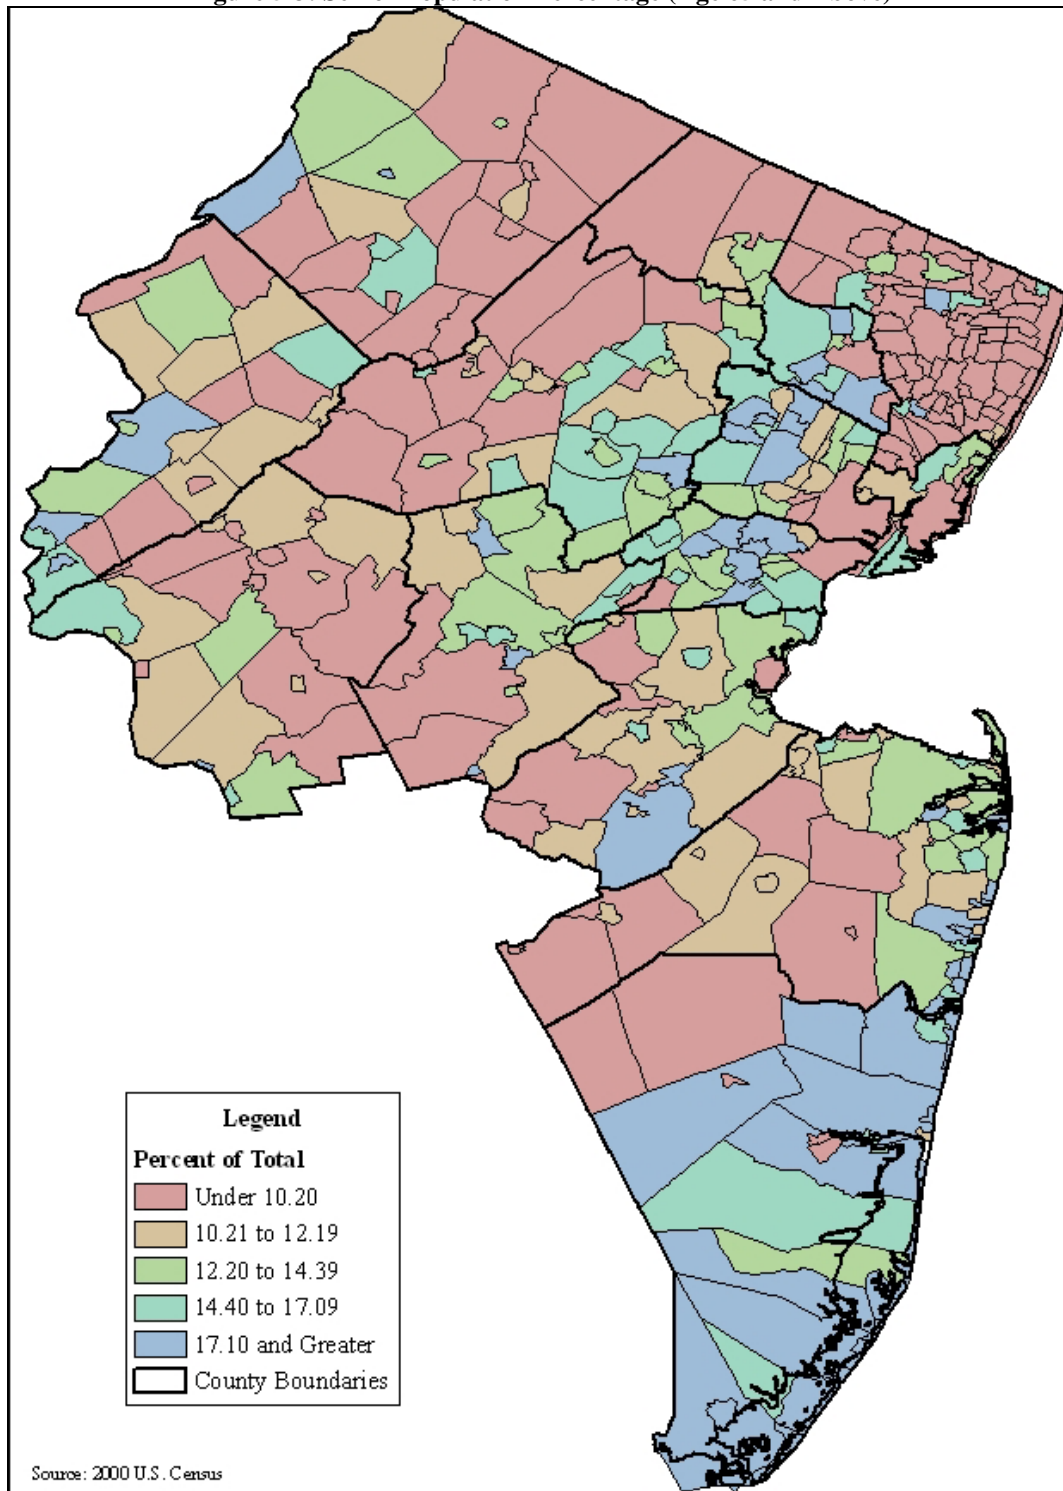 Legend
Percent of Total
Under 10.20
10.21 to 12.19
12.20 to 14.39
14.40 to 17.09
17.10 and Greater
County Boundaries
Source: 2000 U.S. Census